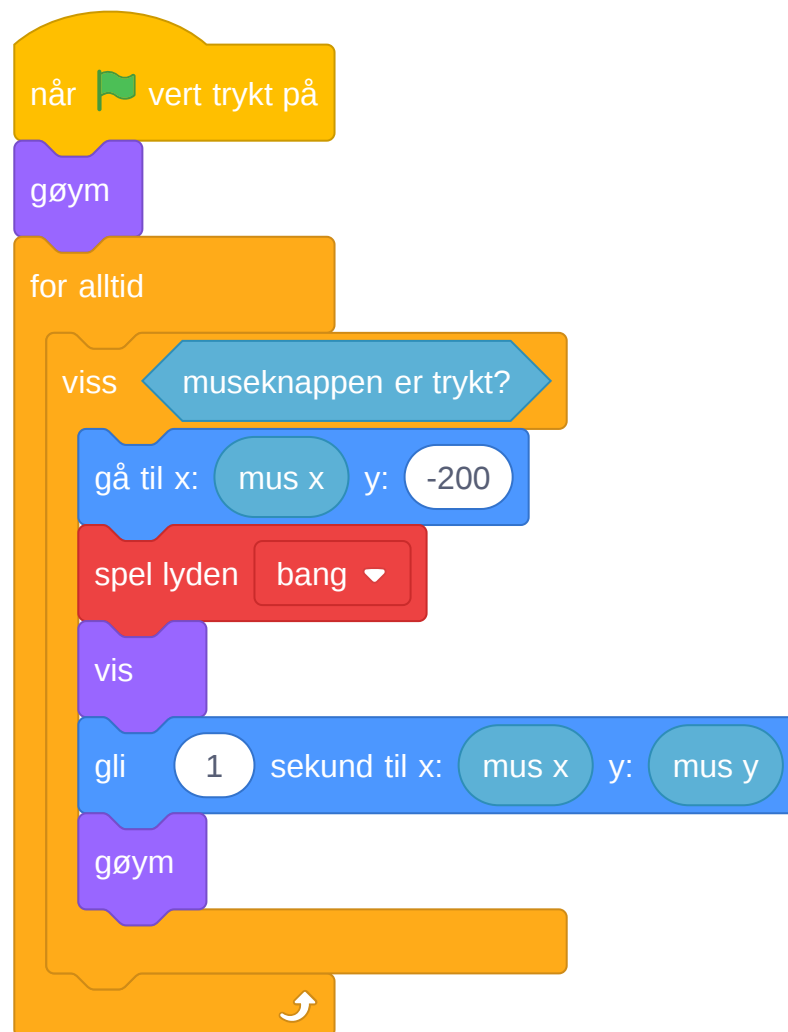 når vert trykt på
gøym
for alltid
viss museknappen er trykt?
gå til x: mus x y: -200
spel lyden bang
vis
gli 1 sekund til x: mus x y: mus y
gøym